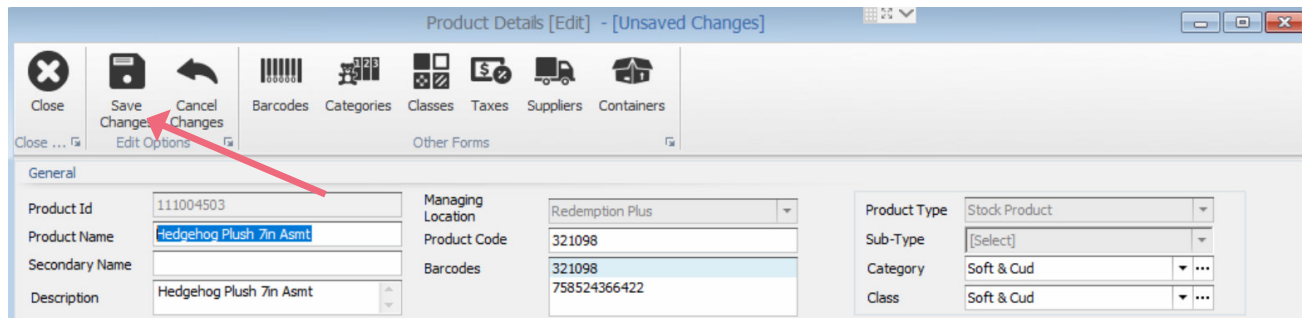 Product Details [Edit] - [Unsaved Changes]
Close
Save Changes
Cancel Changes
Barcodes
Categories
Classes
Taxes
Suppliers
Containers
Close ...
Edit Options
Other Forms
General
Product Id
111004503
Product Name
Hedgehog Plush 7in Asmt
Secondary Name
Description
Hedgehog Plush 7in Asmt
Managing
Location
Redemption Plus
Product Code
321098
Barcodes
321098
758524366422
Product Type
Stock Product
Sub-Type
[Select]
Category
Soft & Cud
Class
Soft & Cud